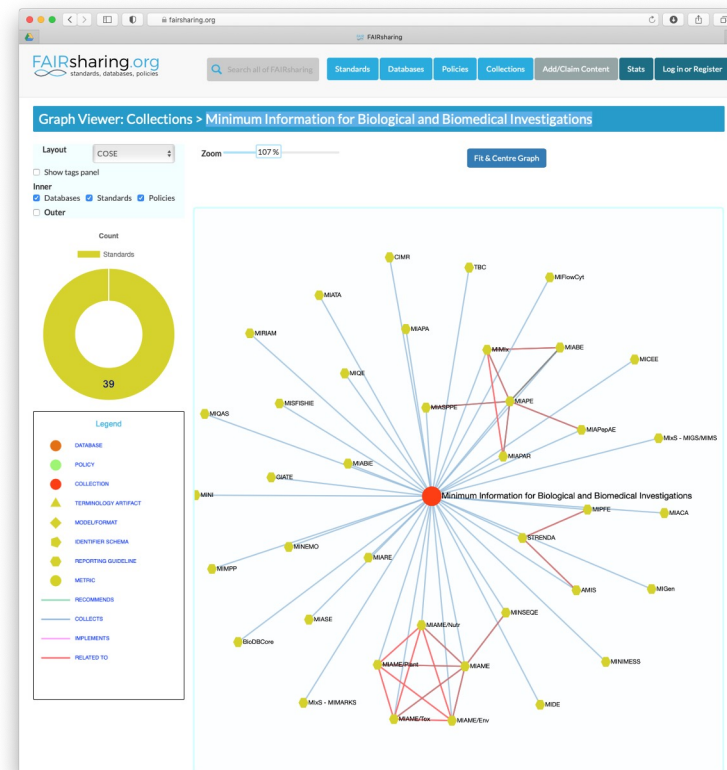 fairsharing.org
FAIRsharing
FAIRsharing.org
standards, databases, policies
Search all of FAIRsharing
Standards
Databases
Policies
Collections
Add/Claim Content
Stats
Log in or Register
Graph Viewer: Collections > Minimum Information for Biological and Biomedical Investigations
Layout
COSE
Zoom
107 %
Fit & Centre Graph
Show tags panel
Inner
Databases
Standards
Policies
Outer
Count
Standards
39
Legend
DATABASE
POLICY
COLLECTION
TERMINOLOGY ARTIFACT
MODEL/FORMAT
IDENTIFIER SCHEMA
REPORTING GUIDELINE
METRIC
RECOMMENDS
COLLECTS
IMPLEMENTS
RELATED TO
CIMR
TBC
MIFlowCyt
MIATA
MIAPA
MIRIAM
MIMIx
MIABE
MICEE
MIQE
MISFISHIE
MIASPPE
MIAPE
MIQAS
MIAPepAE
MIxS - MIGS/MIMS
MIABIE
MIAPAR
GIATE
MINI
Minimum Information for Biological and Biomedical Investigations
MIPFE
MIACA
STRENDA
MINEMO
MIARE
MIMPP
AMIS
MIGen
MIASE
MIAME/Nutr
MINSEQE
BioDBCore
MIAME/Plant
MIAME
MINIMESS
MIxS - MIMARKS
MIDE
MIAME/Tox
MIAME/Env